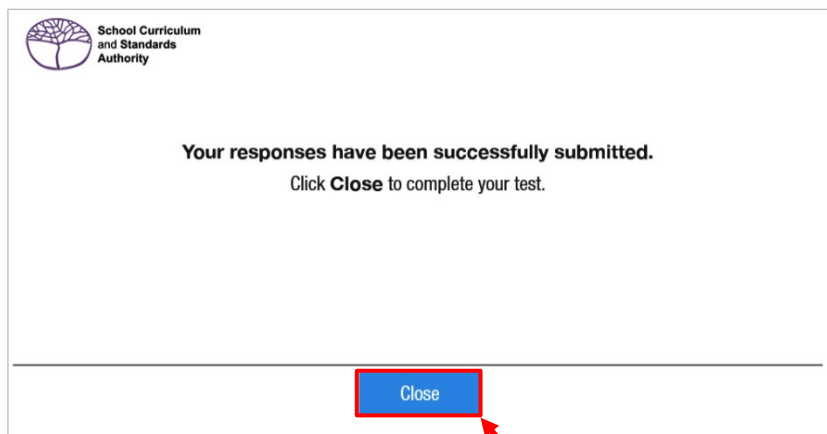 School Curriculum
and Standards
Authority
Your responses have been successfully submitted.
Click Close to complete your test.
Close